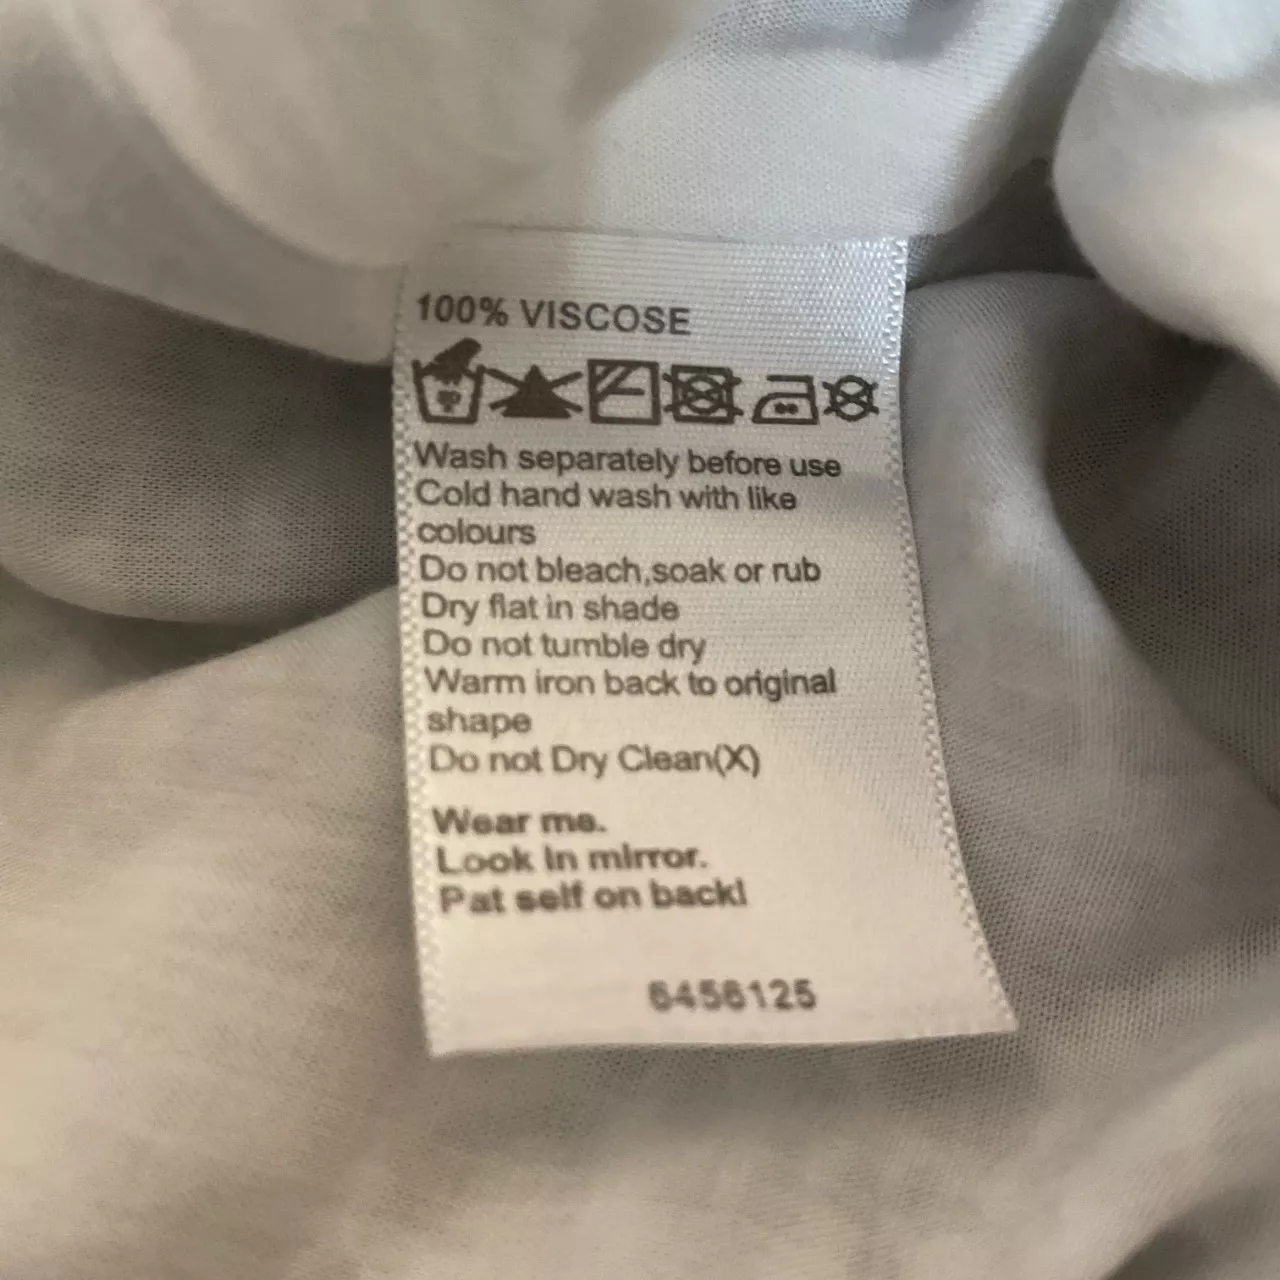 100% VISCOSE
Wash separately before use
Cold hand wash with like
colours
Do not bleach,soak or rub
Dry flat in shade
Do not tumble dry
Warm iron back to original
shape
Do not Dry Clean(X)
Wear me.
Look in mirror.
Pat self on back!
6456125